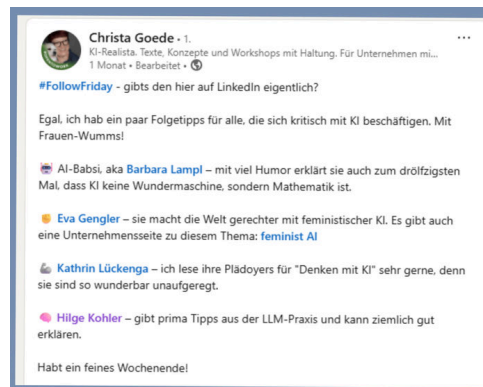 Christa Goede • 1.
KI-Realista. Texte, Konzepte und Workshops mit Haltung. Für Unternehmen mi...
1 Monat • Bearbeitet •
#FollowFriday - gibts den hier auf LinkedIn eigentlich?
Egal, ich hab ein paar Folgetipps für alle, die sich kritisch mit KI beschäftigen. Mit
Frauen-Wumms!
AI-Babsi, aka Barbara Lampl – mit viel Humor erklärt sie auch zum drölfzigsten
Mal, dass KI keine Wundermaschine, sondern Mathematik ist.
Eva Gengler – sie macht die Welt gerechter mit feministischer KI. Es gibt auch
eine Unternehmensseite zu diesem Thema: feminist AI
Kathrin Lückenga – ich lese ihre Plädoyers für "Denken mit KI" sehr gerne, denn
sie sind so wunderbar unaufgeregt.
Hilge Kohler – gibt prima Tipps aus der LLM-Praxis und kann ziemlich gut
erklären.
Habt ein feines Wochenende!